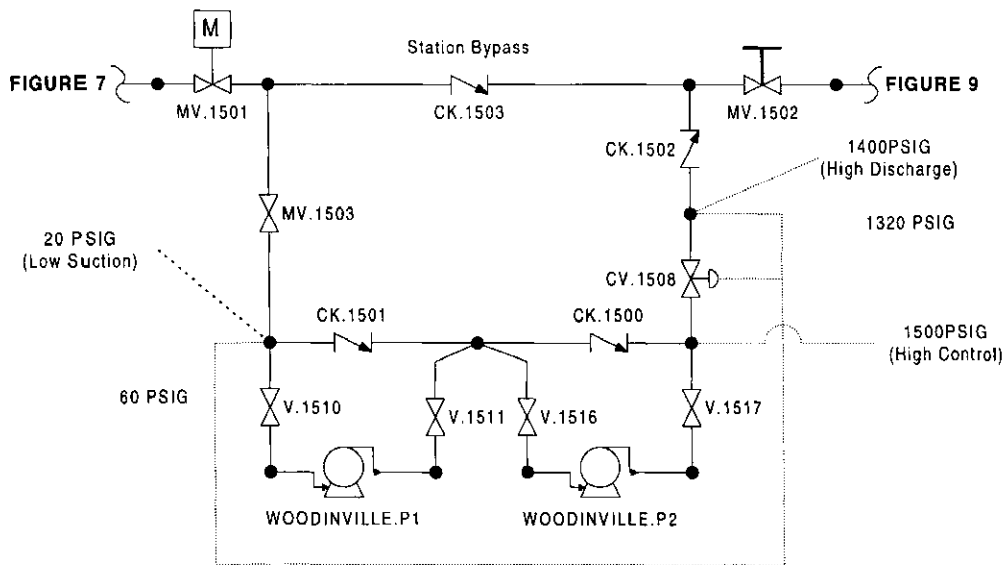 M
Station Bypass
FIGURE 7
FIGURE 9
MV.1501
CK.1503
MV.1502
CK.1502
1400PSIG
(High Discharge)
MV.1503
1320 PSIG
20 PSIG
(Low Suction)
CV.1508
CK.1501
CK.1500
1500PSIG
(High Control)
60 PSIG
V.1510
V.1511
V.1516
V.1517
WOODINVILLE.P1
WOODINVILLE.P2